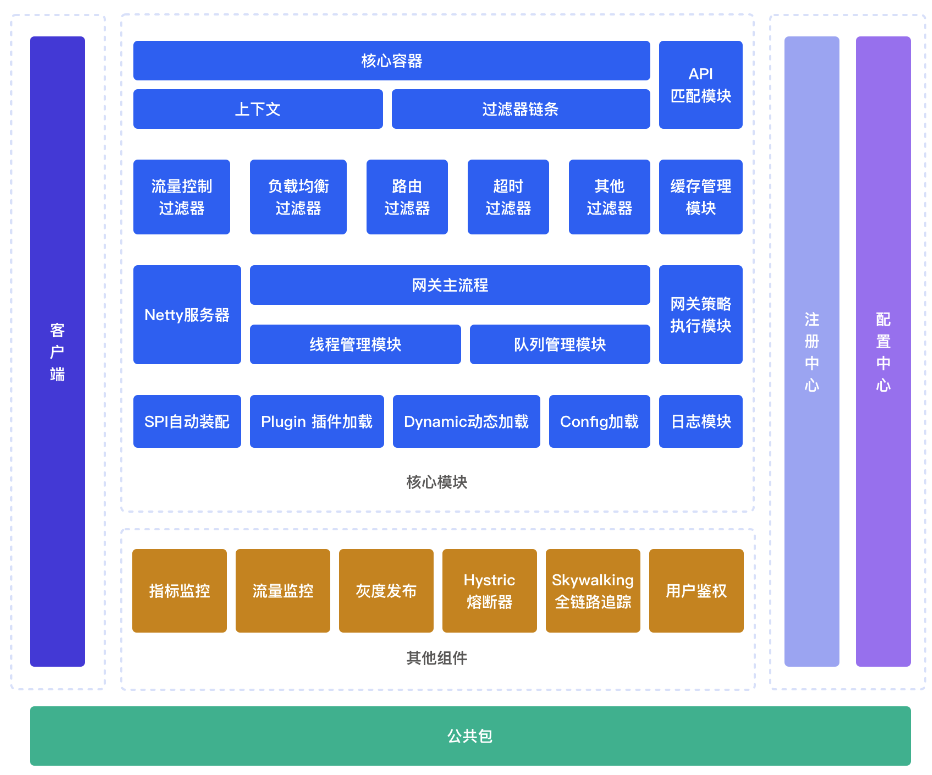 客
户
端
核心容器
API
匹配模块
上下文
过滤器链条
流量控制
过滤器
负载均衡
过滤器
路由
过滤器
超时
过滤器
其他
过滤器
缓存管理
模块
Netty服务器
网关主流程
网关策略
执行模块
线程管理模块
队列管理模块
SPI自动装配
Plugin 插件加载
Dynamic动态加载
Config加载
日志模块
核心模块
指标监控
流量监控
灰度发布
Hystric
熔断器
Skywalking
全链路追踪
用户鉴权
其他组件
注
册
中
心
配
置
中
心
公共包